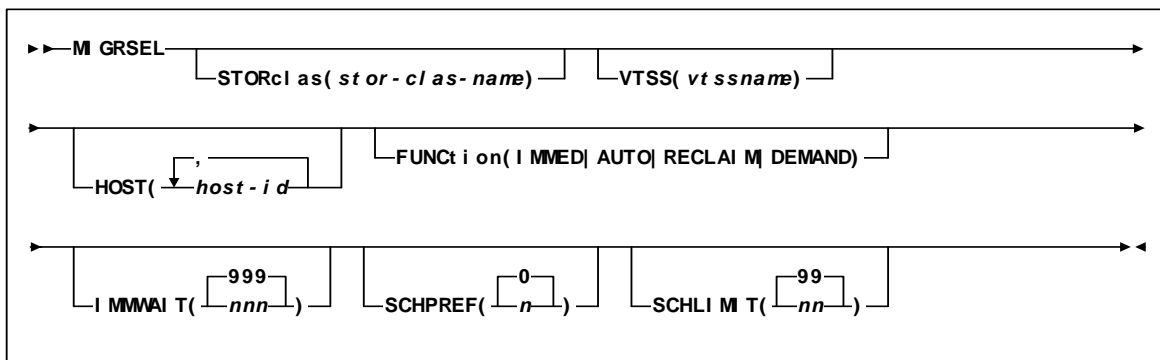 MIGRSEL
STORclas(stor-clas-name) VTSS(vtssname)
FUNCtion(IMMED|AUTO|RECLAIM|DEMAND)
,
HOST( host-id
999 0 99
IMMWAIT( nnn ) SCHPREF( n ) SCHLIMIT( nn )